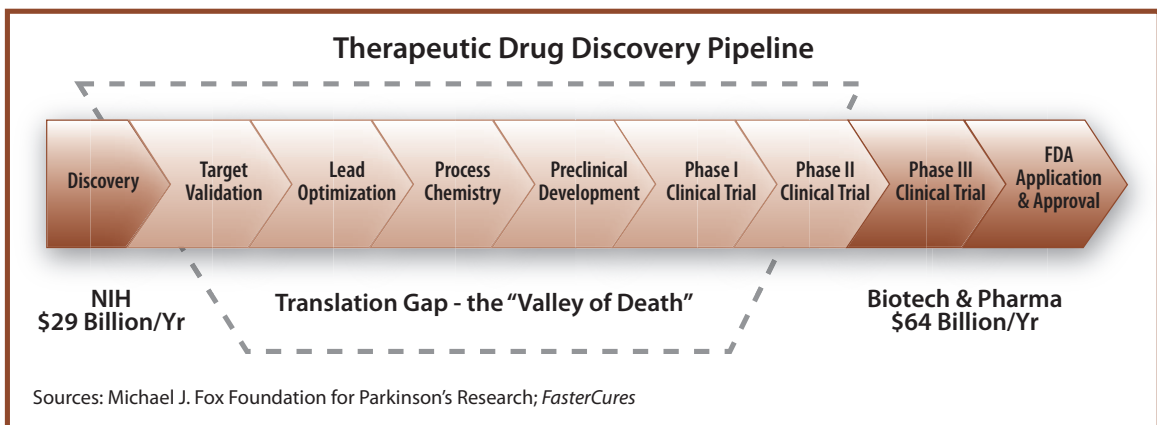 Therapeutic Drug Discovery Pipeline
Discovery
Target
Validation
Lead
Optimization
Process
Chemistry
Preclinical
Development
Phase I
Clinical Trial
Phase II
Clinical Trial
Phase III
Clinical Trial
FDA
Application
& Approval
NIH
$29 Billion/Yr
Translation Gap - the “Valley of Death”
Biotech & Pharma
$64 Billion/Yr
Sources: Michael J. Fox Foundation for Parkinson’s Research; FasterCures